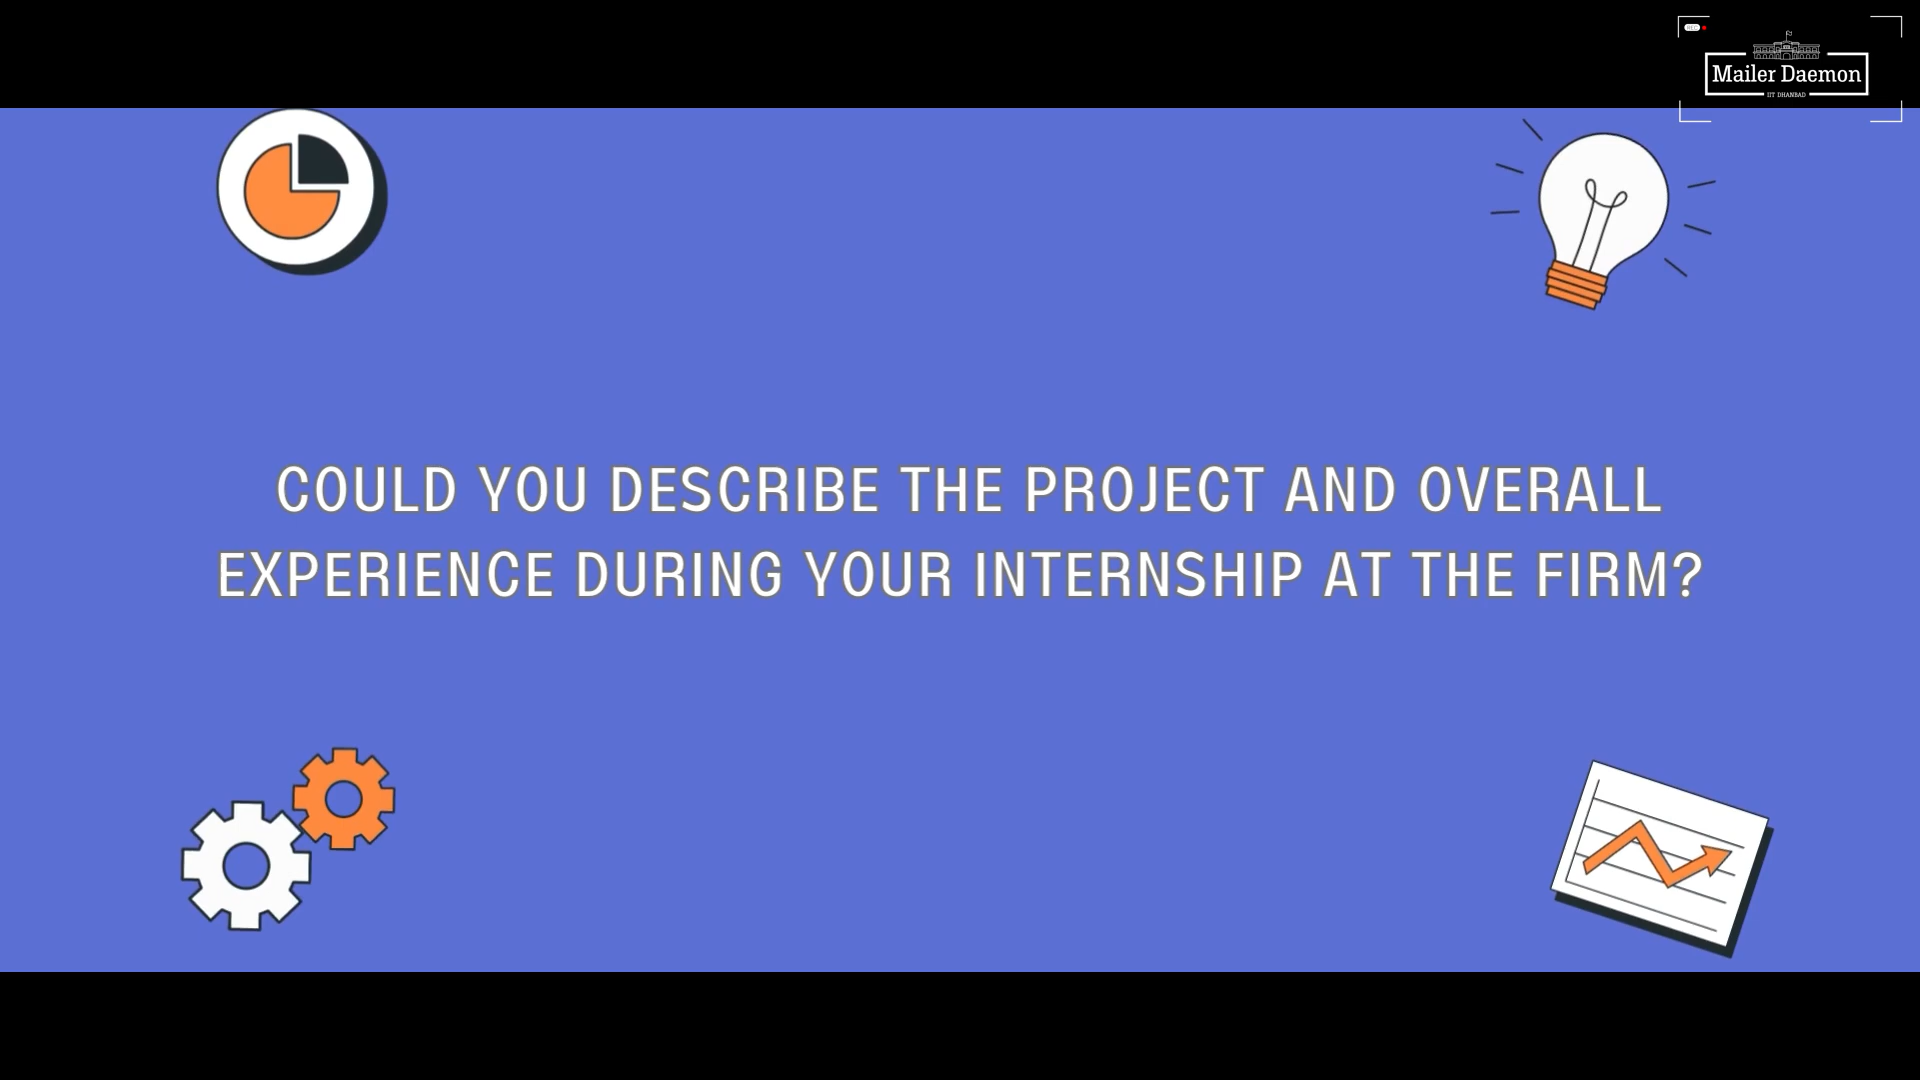 Mailer Daemon
IIT DHANBAD
COULD YOU DESCRIBE THE PROJECT AND OVERALL
EXPERIENCE DURING YOUR INTERNSHIP AT THE FIRM?